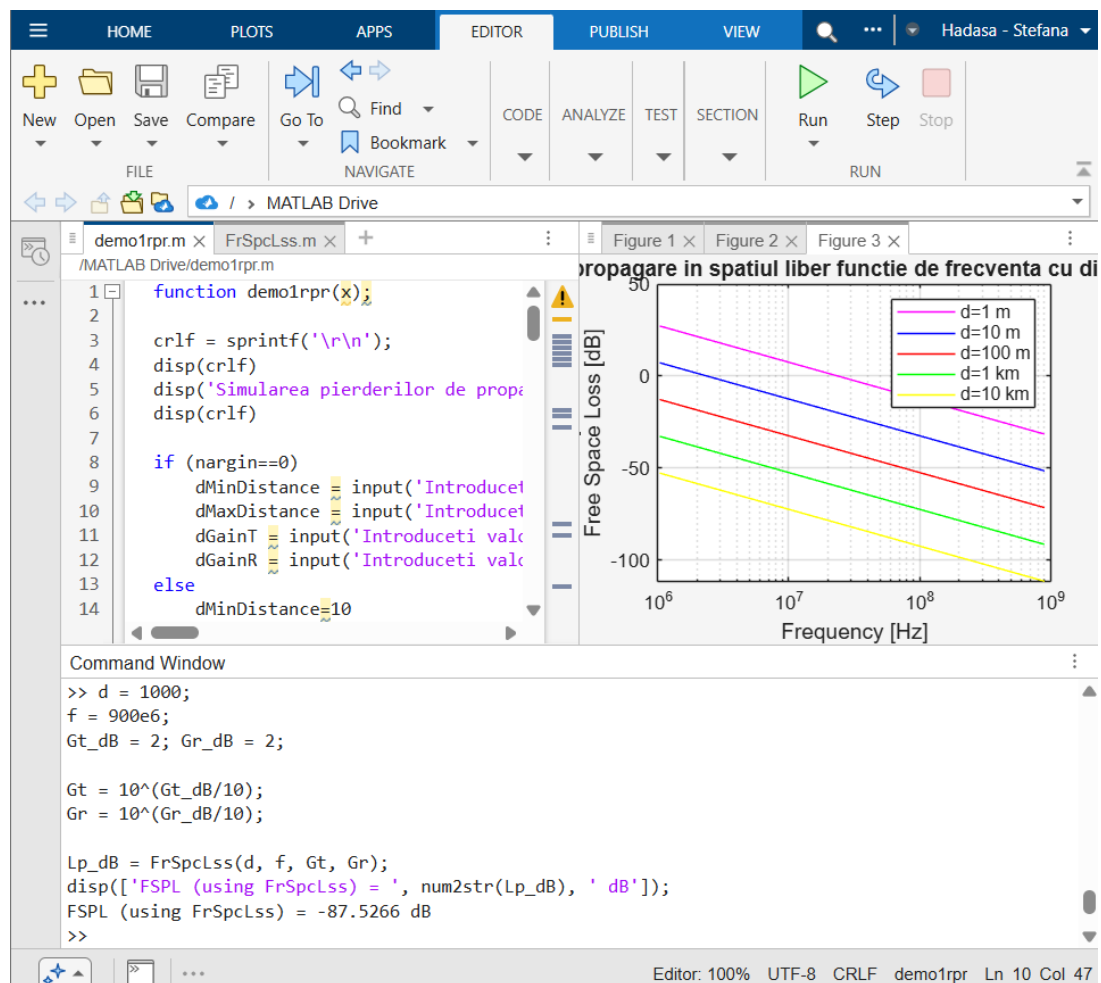 HOME PLOTS APPS EDITOR PUBLISH VIEW ••• Hadasa - Stefana
New Open Save Compare Go To Find Bookmark CODE ANALYZE TEST SECTION Run Step Stop
FILE NAVIGATE RUN
/ › MATLAB Drive
demo1rpr.m × FrSpcLss.m × +
/MATLAB Drive/demo1rpr.m
1 function demo1rpr(x);
2
3 crlf = sprintf('\r\n');
4 disp(crlf)
5 disp('Simularea pierderilor de propa
6 disp(crlf)
7
8 if (nargin==0)
9 dMinDistance = input('Introducet
10 dMaxDistance = input('Introducet
11 dGainT = input('Introduceti valo
12 dGainR = input('Introduceti valo
13 else
14 dMinDistance=10
Figure 1 × Figure 2 × Figure 3 ×
propagare in spatiul liber functie de frecventa cu di
Free Space Loss [dB]
50
0
-50
-100
d=1 m
d=10 m
d=100 m
d=1 km
d=10 km
10^6 10^7 10^8 10^9
Frequency [Hz]
Command Window
>> d = 1000;
f = 900e6;
Gt_dB = 2; Gr_dB = 2;
Gt = 10^(Gt_dB/10);
Gr = 10^(Gr_dB/10);
Lp_dB = FrSpcLss(d, f, Gt, Gr);
disp(['FSPL (using FrSpcLss) = ', num2str(Lp_dB), ' dB']);
FSPL (using FrSpcLss) = -87.5266 dB
>>
Editor: 100% UTF-8 CRLF demo1rpr Ln 10 Col 47